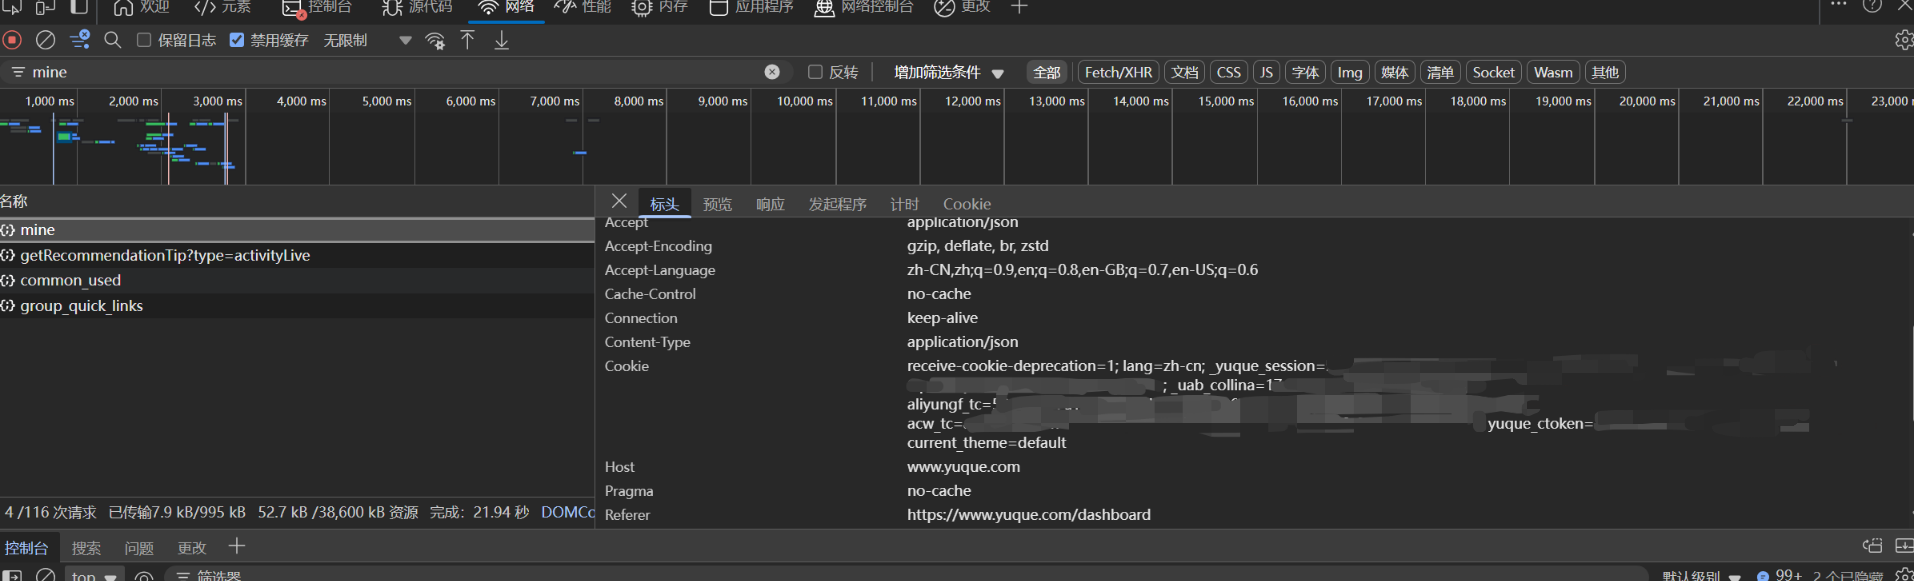 欢迎 元素 控制台 源代码 网络 性能 内存 应用程序 网络控制台 更改
保留日志 禁用缓存 无限制
mine 反转 增加筛选条件 全部 Fetch/XHR 文档 CSS JS 字体 Img 媒体 清单 Socket Wasm 其他
1,000 ms 2,000 ms 3,000 ms 4,000 ms 5,000 ms 6,000 ms 7,000 ms 8,000 ms 9,000 ms 10,000 ms 11,000 ms 12,000 ms 13,000 ms 14,000 ms 15,000 ms 16,000 ms 17,000 ms 18,000 ms 19,000 ms 20,000 ms 21,000 ms 22,000 ms 23,000
名称
mine
getRecommendationTip?type=activityLive
common_used
group_quick_links
4 /116 次请求 已传输7.9 kB/995 kB 52.7 kB /38,600 kB 资源 完成: 21.94 秒 DOMCo
标头 预览 响应 发起程序 计时 Cookie
Accept application/json
Accept-Encoding gzip, deflate, br, zstd
Accept-Language zh-CN,zh;q=0.9,en;q=0.8,en-GB;q=0.7,en-US;q=0.6
Cache-Control no-cache
Connection keep-alive
Content-Type application/json
Cookie receive-cookie-deprecation=1; lang=zh-cn; _yuque_session=
; _uab_collina=17
aliyungf_tc=
acw_tc= yuque_ctoken=
current_theme=default
Host www.yuque.com
Pragma no-cache
Referer https://www.yuque.com/dashboard
控制台 搜索 问题 更改
top 筛选器 默认级别 99+ 2 个已隐藏